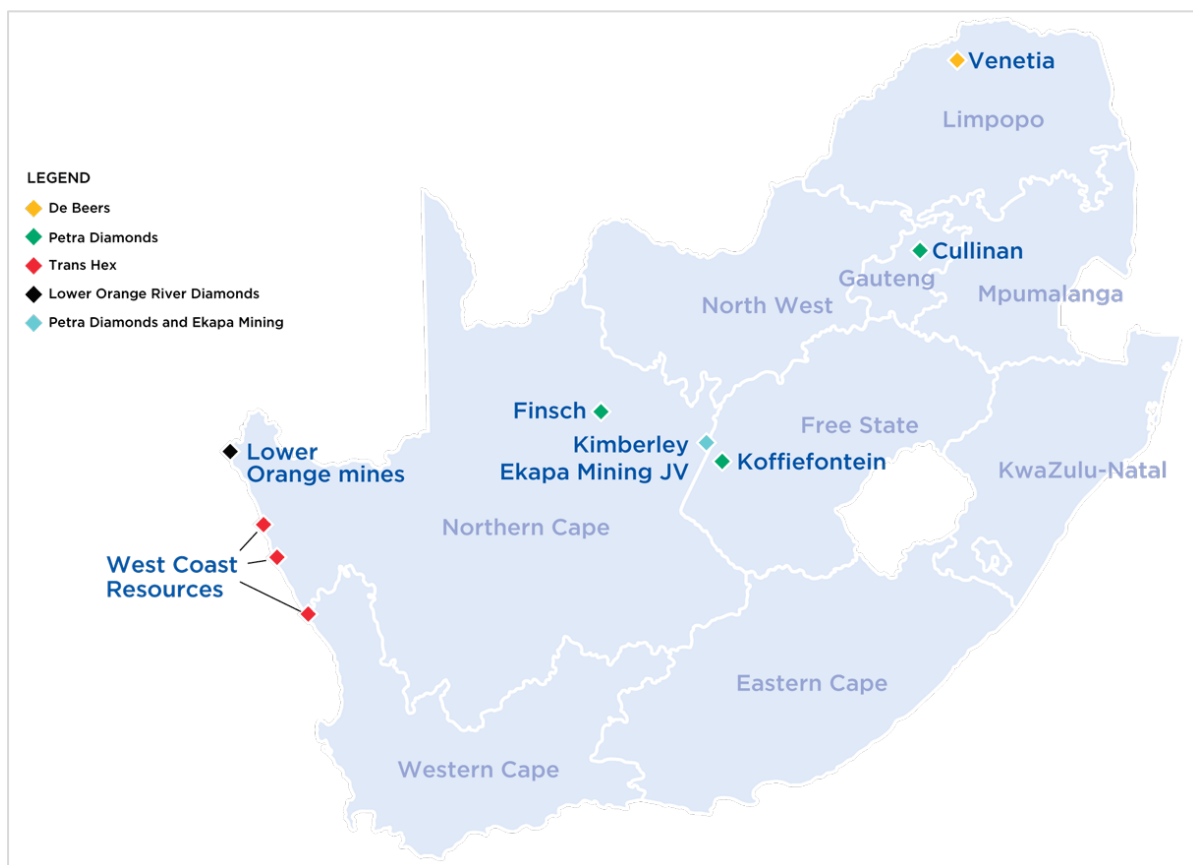 Venetia
Limpopo
LEGEND
De Beers
Petra Diamonds
Trans Hex
Lower Orange River Diamonds
Petra Diamonds and Ekapa Mining
Cullinan
Gauteng
Mpumalanga
North West
Finsch
Free State
Kimberley
Ekapa Mining JV
Koffiefontein
KwaZulu-Natal
Lower
Orange mines
Northern Cape
West Coast
Resources
Eastern Cape
Western Cape